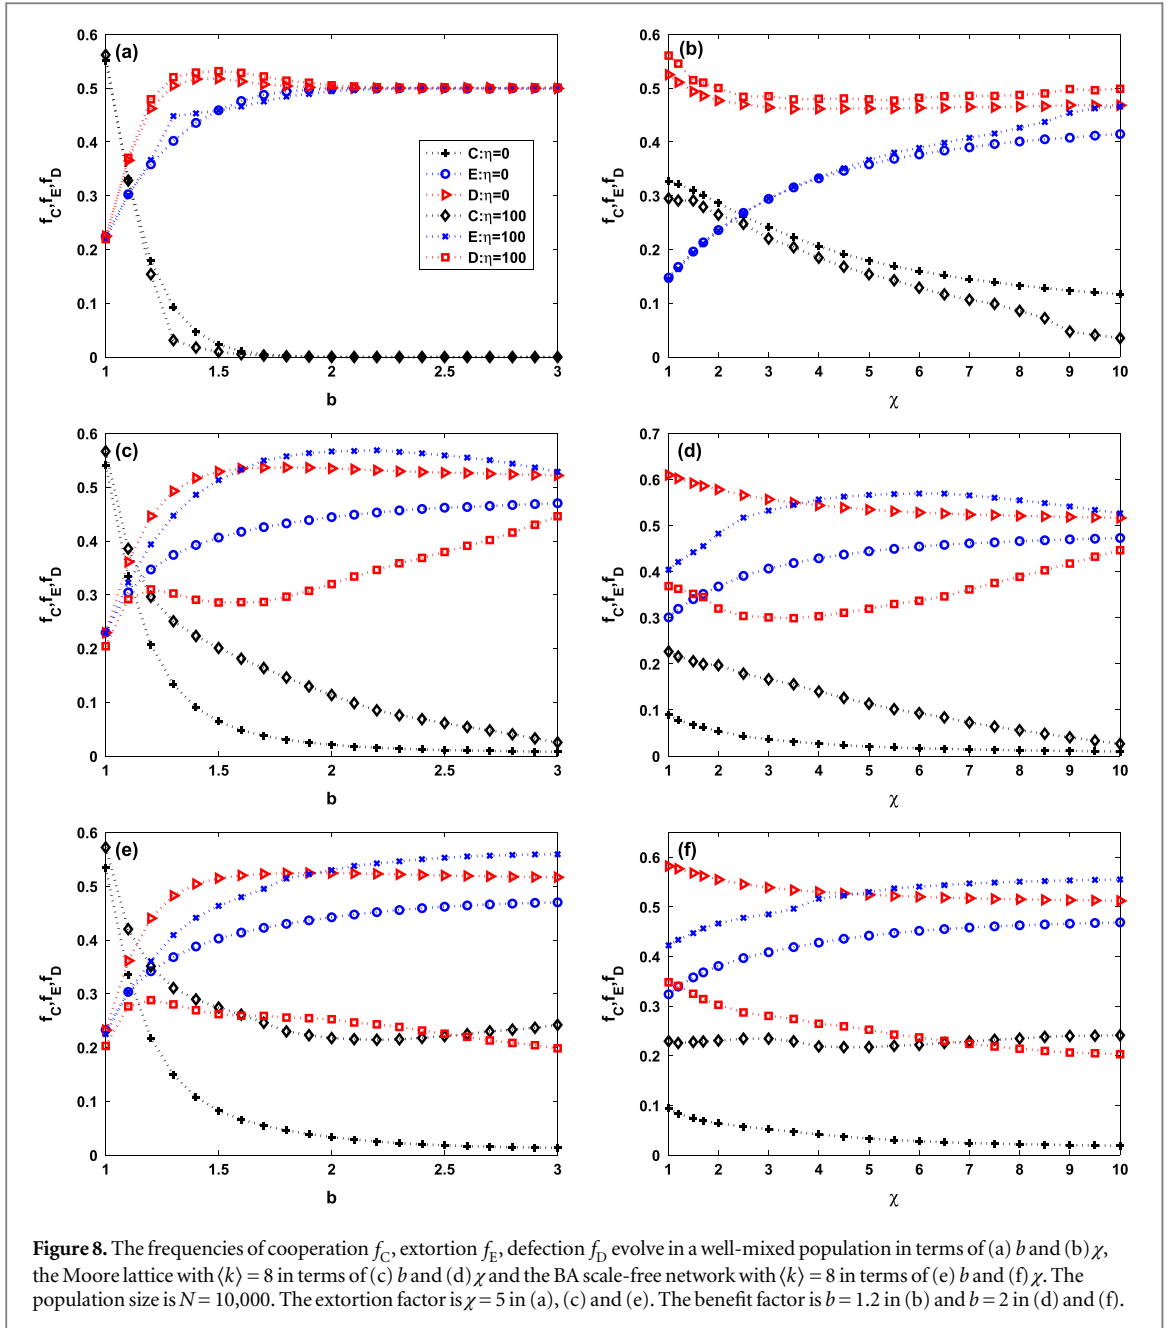 (a)
0.6
0.5
0.4
0.3
0.2
0.1
0
f_C,f_E,f_D
1 1.5 2 2.5 3
b
C:η=0
E:η=0
D:η=0
C:η=100
E:η=100
D:η=100
(b)
0.6
0.5
0.4
0.3
0.2
0.1
0
f_C,f_E,f_D
1 2 3 4 5 6 7 8 9 10
χ
(c)
0.6
0.5
0.4
0.3
0.2
0.1
0
f_C,f_E,f_D
1 1.5 2 2.5 3
b
(d)
0.7
0.6
0.5
0.4
0.3
0.2
0.1
0
f_C,f_E,f_D
1 2 3 4 5 6 7 8 9 10
χ
(e)
0.6
0.5
0.4
0.3
0.2
0.1
0
f_C,f_E,f_D
1 1.5 2 2.5 3
b
(f)
0.6
0.5
0.4
0.3
0.2
0.1
0
f_C,f_E,f_D
1 2 3 4 5 6 7 8 9 10
χ
Figure 8. The frequencies of cooperation f_C, extortion f_E, defection f_D evolve in a well-mixed population in terms of (a) b and (b) χ,
the Moore lattice with ⟨k⟩ = 8 in terms of (c) b and (d) χ and the BA scale-free network with ⟨k⟩ = 8 in terms of (e) b and (f) χ. The
population size is N = 10,000. The extortion factor is χ = 5 in (a), (c) and (e). The benefit factor is b = 1.2 in (b) and b = 2 in (d) and (f).